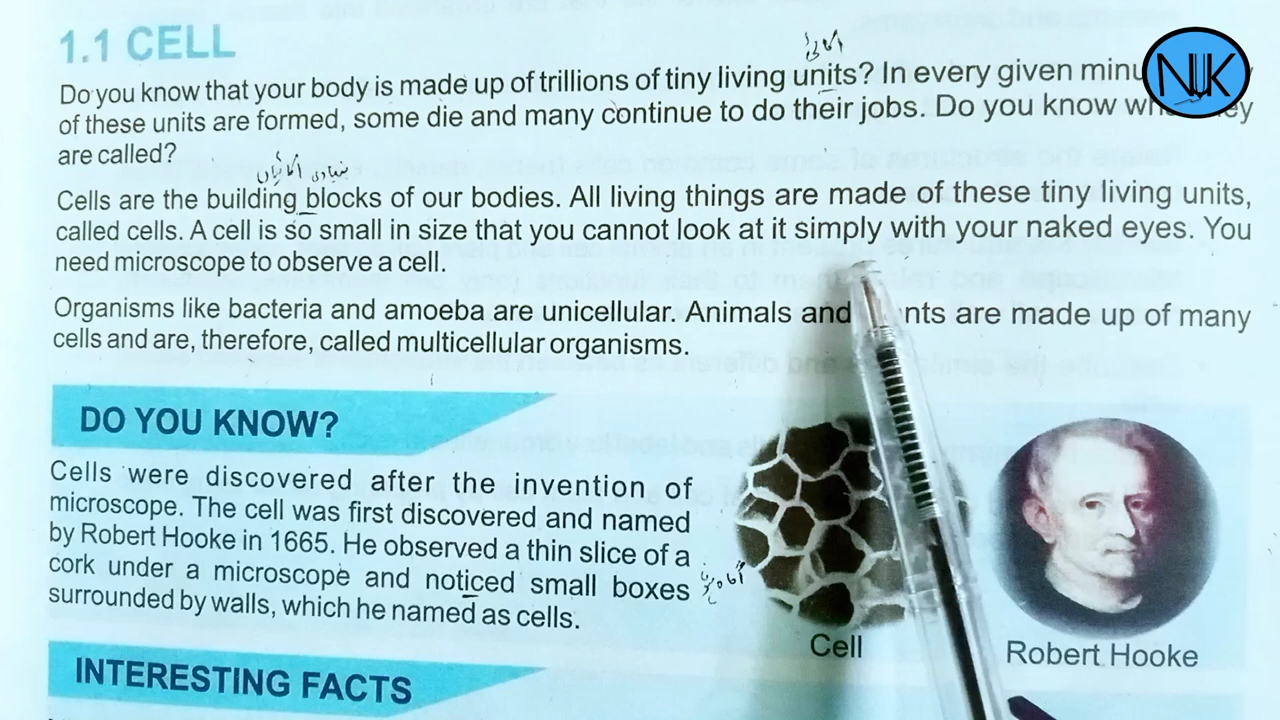 1.1 CELL
اکائی
Do you know that your body is made up of trillions of tiny living units? In every given minu
of these units are formed, some die and many continue to do their jobs. Do you know wh ey
are called?
بنیادی اکائیاں
Cells are the building blocks of our bodies. All living things are made of these tiny living units,
called cells. A cell is so small in size that you cannot look at it simply with your naked eyes. You
need microscope to observe a cell.
Organisms like bacteria and amoeba are unicellular. Animals and nts are made up of many
cells and are, therefore, called multicellular organisms.
DO YOU KNOW?
Cells were discovered after the invention of
microscope. The cell was first discovered and named
by Robert Hooke in 1665. He observed a thin slice of a
cork under a microscope and noticed small boxes
surrounded by walls, which he named as cells.
Cell
Robert Hooke
INTERESTING FACTS
NUK